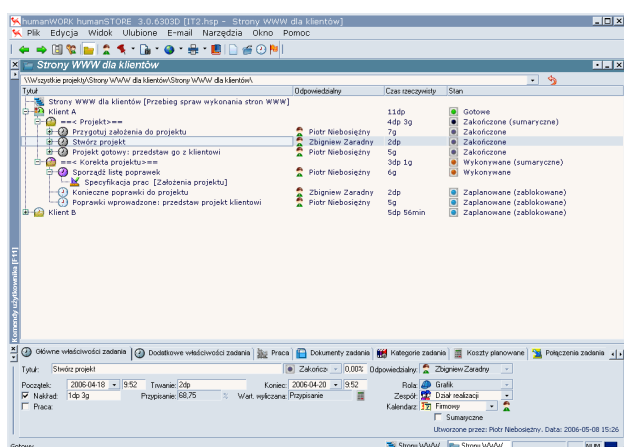 humanWORK humanSTORE 3.0.6303D [IT2.hsp - Strony WWW dla klientów]
Plik Edycja Widok Ulubione E-mail Narzędzia Okno Pomoc
Strony WWW dla klientów
\\Wszystkie projekty\Strony WWW dla klientów\Strony WWW dla klientów\
Tytuł Odpowiedzialny Czas rzeczywisty Stan
Strony WWW dla klientów [Przebieg spraw wykonania stron WWW]
Klient A 11dp Gotowe
==< Projekt>== 4dp 3g Zakończone (sumaryczne)
Przygotuj założenia do projektu Piotr Niebosiężny 7g Zakończone
Stwórz projekt Zbigniew Zaradny 2dp Zakończone
Projekt gotowy: przedstaw go z klientowi Piotr Niebosiężny 5g Zakończone
==< Korekta projektu>== 3dp 1g Wykonywane (sumaryczne)
Sporządź listę poprawek Piotr Niebosiężny 6g Wykonywane
Specyfikacja prac [Założenia projektu]
Konieczne poprawki do projektu Zbigniew Zaradny 2dp Zaplanowane (zablokowane)
Poprawki wprowadzone: przedstaw projekt klientowi Piotr Niebosiężny 5g Zaplanowane (zablokowane)
Klient B 5dp 56min Zaplanowane (zablokowane)
Komendy użytkownika [F11]
Główne właściwości zadania Dodatkowe właściwości zadania Praca Dokumenty zadania Kategorie zadania Koszty planowane Połączenia zadania
Tytuł: Stwórz projekt Zakończ 0,00% Odpowiedzialny: Zbigniew Zaradny
Początek: 2006-04-18 9:52 Trwanie: 2dp Koniec: 2006-04-20 9:52 Rola: Grafik
Nakład: 1dp 3g Przypisanie: 68,75 % Wart. wyliczana: Przypisanie Zespół: Dział realizacji
Praca: Kalendarz: Firmowy
Sumaryczne
Utworzone przez: Piotr Niebosiężny. Data: 2006-05-08 15:26
Gotowy Strony WWW Strony WWW NUM